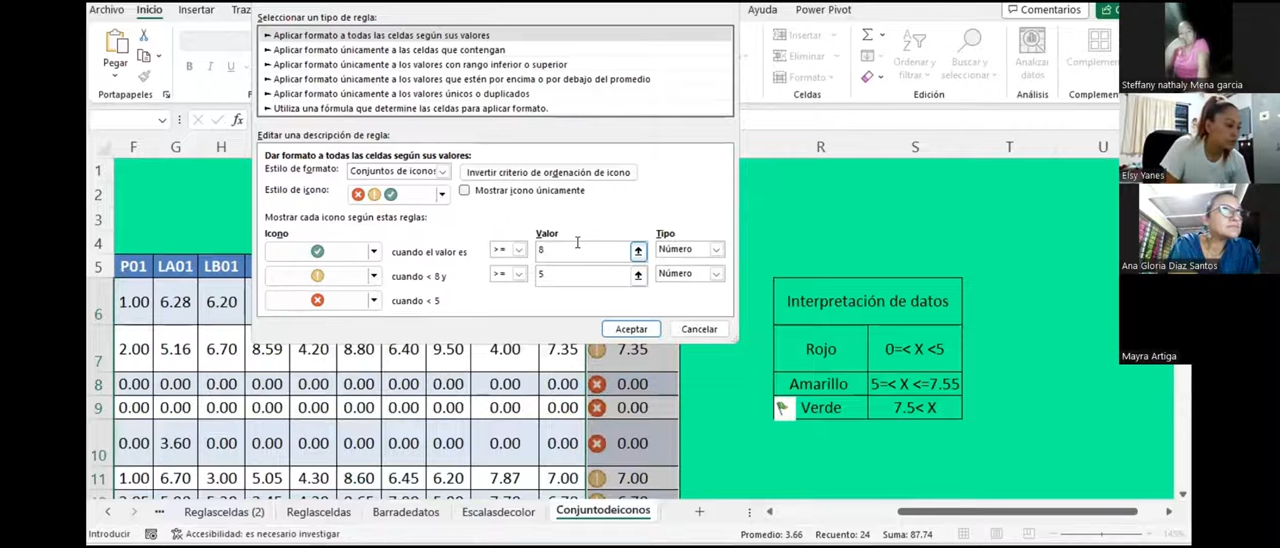 Archivo Inicio Insertar Ayuda Power Pivot Comentarios
Pegar
N
Portapapeles
Insertar
Eliminar
Formato
Celdas
Ordenar y filtrar
Buscar y seleccionar
Edición
Análisis
Seleccionar un tipo de regla:
► Aplicar formato a todas las celdas según sus valores
► Aplicar formato únicamente a las celdas que contengan
► Aplicar formato únicamente a los valores con rango inferior o superior
► Aplicar formato únicamente a los valores que estén por encima o por debajo del promedio
► Aplicar formato únicamente a los valores únicos o duplicados
► Utiliza una fórmula que determine las celdas para aplicar formato.
Editar una descripción de regla:
Dar formato a todas las celdas según sus valores:
Estilo de formato: Conjuntos de iconos Invertir criterio de ordenación de icono
Estilo de icono: Mostrar icono únicamente
Mostrar cada icono según estas reglas:
Icono Valor Tipo
cuando el valor es >= 8 Número
cuando < 8 y >= 5 Número
cuando < 5
Aceptar Cancelar
fx
F G H R S T U
1
2
3
4
5 P01 LA01 LB01
6 1.00 6.28 6.20
7 2.00 5.16 6.70 8.59 4.20 8.80 6.40 9.50 4.00 7.35 7.35
8 0.00 0.00 0.00 0.00 0.00 0.00 0.00 0.00 0.00 0.00 0.00
9 0.00 0.00 0.00 0.00 0.00 0.00 0.00 0.00 0.00 0.00 0.00
10 0.00 3.60 0.00 0.00 0.00 0.00 0.00 0.00 0.00 0.00 0.00
11 1.00 6.70 3.00 5.05 4.30 8.60 6.45 6.20 7.87 7.00 7.00
Interpretación de datos
Rojo 0=< X <5
Amarillo 5=< X <=7.55
Verde 7.5< X
Reglasceldas (2) Reglasceldas Barradedatos Escalasdecolor Conjuntodeiconos
Introducir Accesibilidad: es necesario investigar Promedio: 3.66 Recuento: 24 Suma: 87.74 145%
Steffany nathaly Mena garcia
Elsy Yanes
Ana Gloria Diaz Santos
Mayra Artiga